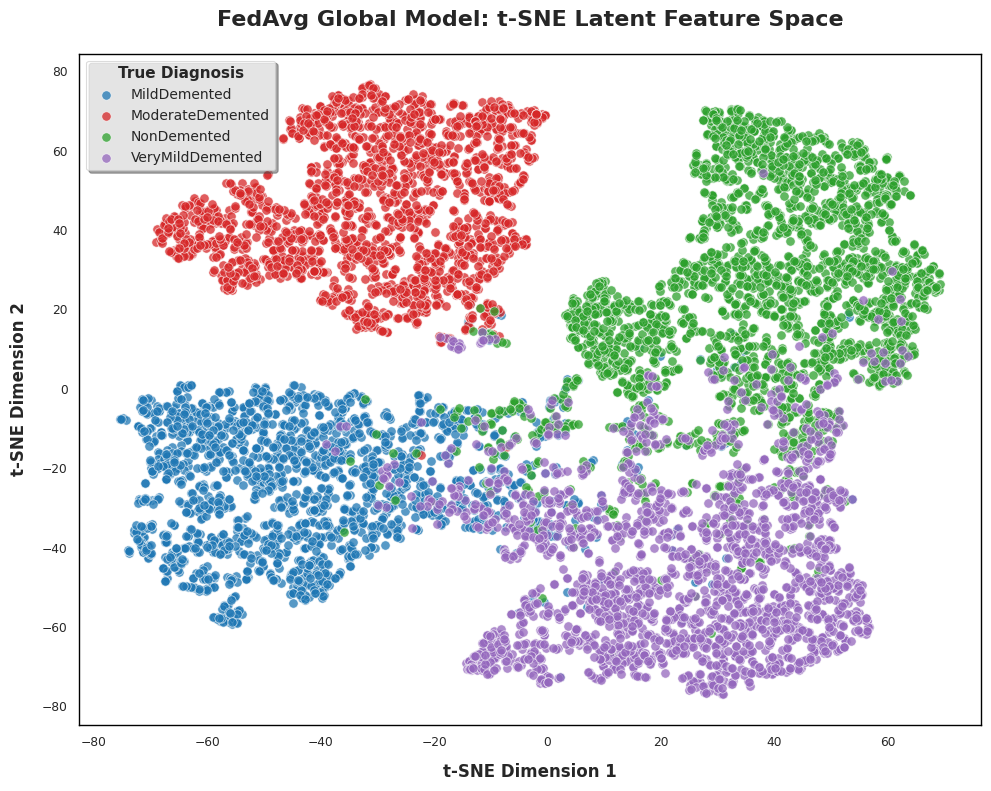 FedAvg Global Model: t-SNE Latent Feature Space
True Diagnosis
MildDemented
ModerateDemented
NonDemented
VeryMildDemented
80
60
40
20
0
−20
−40
−60
−80
t-SNE Dimension 2
−80 −60 −40 −20 0 20 40 60
t-SNE Dimension 1